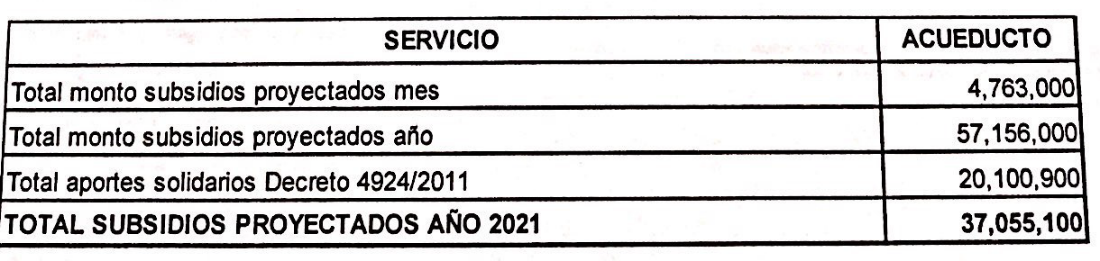 SERVICIO ACUEDUCTO
Total monto subsidios proyectados mes 4,763,000
Total monto subsidios proyectados año 57,156,000
Total aportes solidarios Decreto 4924/2011 20,100,900
TOTAL SUBSIDIOS PROYECTADOS AÑO 2021 37,055,100